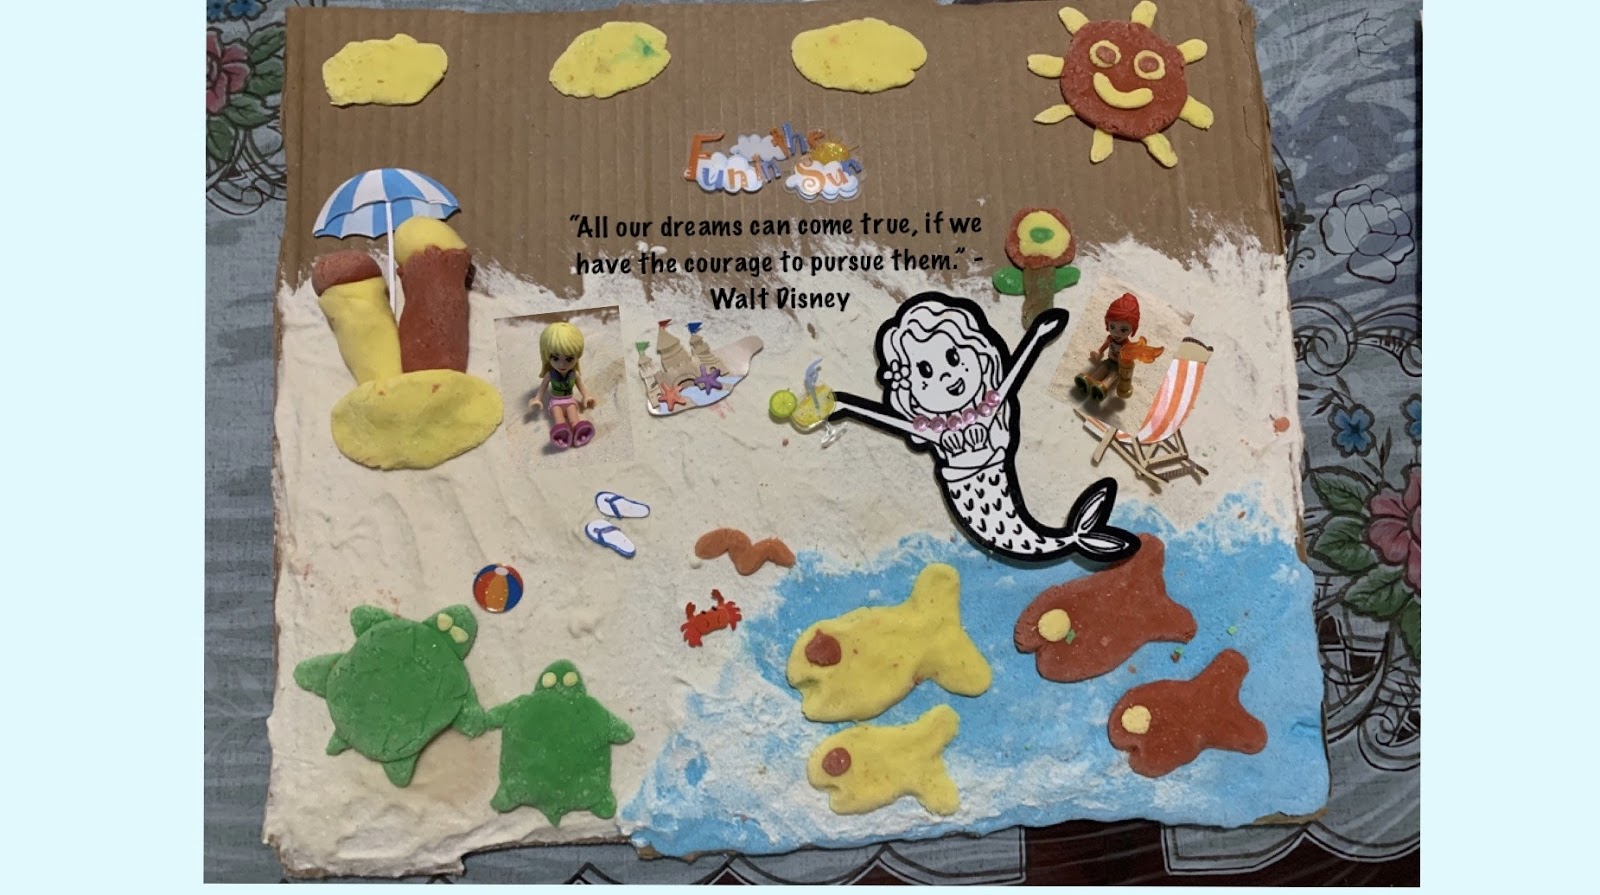 Fun in the Sun
“All our dreams can come true, if we
have the courage to pursue them.” -
Walt Disney